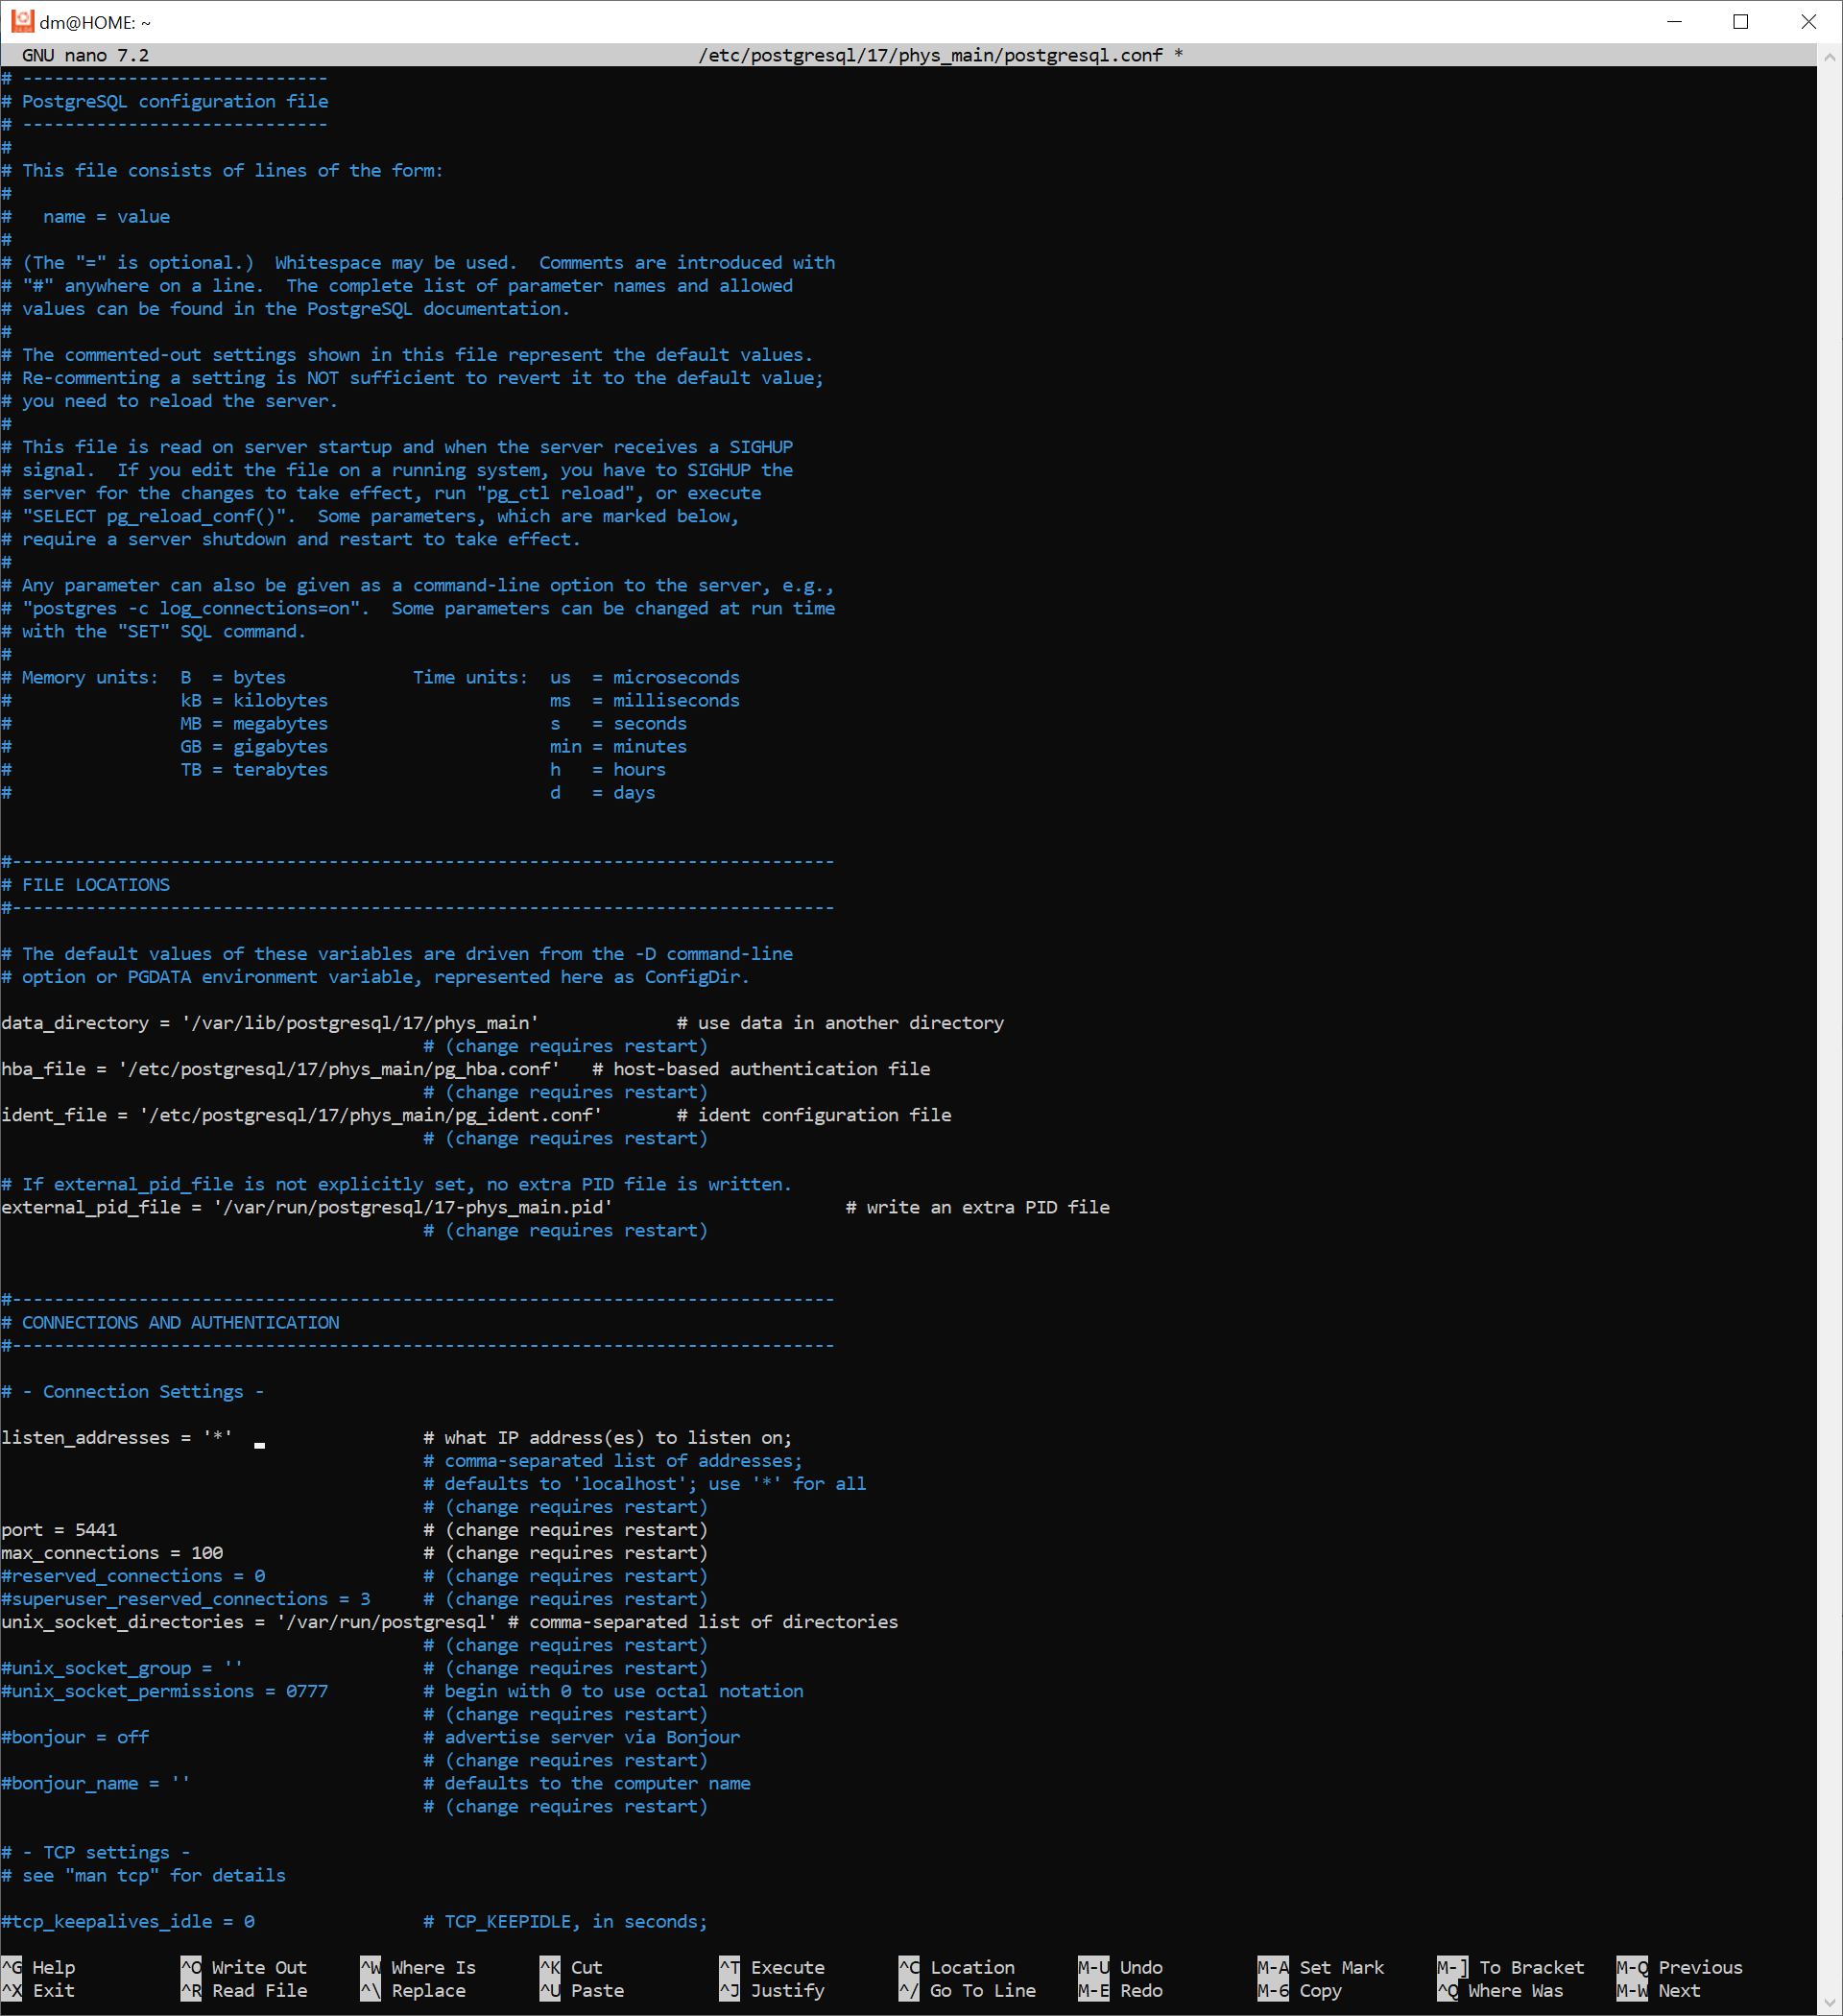 dm@HOME: ~
GNU nano 7.2 /etc/postgresql/17/phys_main/postgresql.conf *
# -----------------------------
# PostgreSQL configuration file
# -----------------------------
#
# This file consists of lines of the form:
#
#   name = value
#
# (The "=" is optional.)  Whitespace may be used.  Comments are introduced with
# "#" anywhere on a line.  The complete list of parameter names and allowed
# values can be found in the PostgreSQL documentation.
#
# The commented-out settings shown in this file represent the default values.
# Re-commenting a setting is NOT sufficient to revert it to the default value;
# you need to reload the server.
#
# This file is read on server startup and when the server receives a SIGHUP
# signal.  If you edit the file on a running system, you have to SIGHUP the
# server for the changes to take effect, run "pg_ctl reload", or execute
# "SELECT pg_reload_conf()".  Some parameters, which are marked below,
# require a server shutdown and restart to take effect.
#
# Any parameter can also be given as a command-line option to the server, e.g.,
# "postgres -c log_connections=on".  Some parameters can be changed at run time
# with the "SET" SQL command.
#
# Memory units:  B  = bytes            Time units:  us  = microseconds
#                kB = kilobytes                     ms  = milliseconds
#                MB = megabytes                     s   = seconds
#                GB = gigabytes                     min = minutes
#                TB = terabytes                     h   = hours
#                                                   d   = days
#------------------------------------------------------------------------------
# FILE LOCATIONS
#------------------------------------------------------------------------------
# The default values of these variables are driven from the -D command-line
# option or PGDATA environment variable, represented here as ConfigDir.
data_directory = '/var/lib/postgresql/17/phys_main'             # use data in another directory
                                        # (change requires restart)
hba_file = '/etc/postgresql/17/phys_main/pg_hba.conf'   # host-based authentication file
                                        # (change requires restart)
ident_file = '/etc/postgresql/17/phys_main/pg_ident.conf'       # ident configuration file
                                        # (change requires restart)
# If external_pid_file is not explicitly set, no extra PID file is written.
external_pid_file = '/var/run/postgresql/17-phys_main.pid'                      # write an extra PID file
                                        # (change requires restart)
#------------------------------------------------------------------------------
# CONNECTIONS AND AUTHENTICATION
#------------------------------------------------------------------------------
# - Connection Settings -
listen_addresses = '*'                  # what IP address(es) to listen on;
                                        # comma-separated list of addresses;
                                        # defaults to 'localhost'; use '*' for all
                                        # (change requires restart)
port = 5441                             # (change requires restart)
max_connections = 100                   # (change requires restart)
#reserved_connections = 0               # (change requires restart)
#superuser_reserved_connections = 3     # (change requires restart)
unix_socket_directories = '/var/run/postgresql' # comma-separated list of directories
                                        # (change requires restart)
#unix_socket_group = ''                 # (change requires restart)
#unix_socket_permissions = 0777         # begin with 0 to use octal notation
                                        # (change requires restart)
#bonjour = off                          # advertise server via Bonjour
                                        # (change requires restart)
#bonjour_name = ''                      # defaults to the computer name
                                        # (change requires restart)
# - TCP settings -
# see "man tcp" for details
#tcp_keepalives_idle = 0                # TCP_KEEPIDLE, in seconds;
^G Help ^O Write Out ^W Where Is ^K Cut ^T Execute ^C Location M-U Undo M-A Set Mark M-] To Bracket M-Q Previous
^X Exit ^R Read File ^\ Replace ^U Paste ^J Justify ^/ Go To Line M-E Redo M-6 Copy ^Q Where Was M-W Next